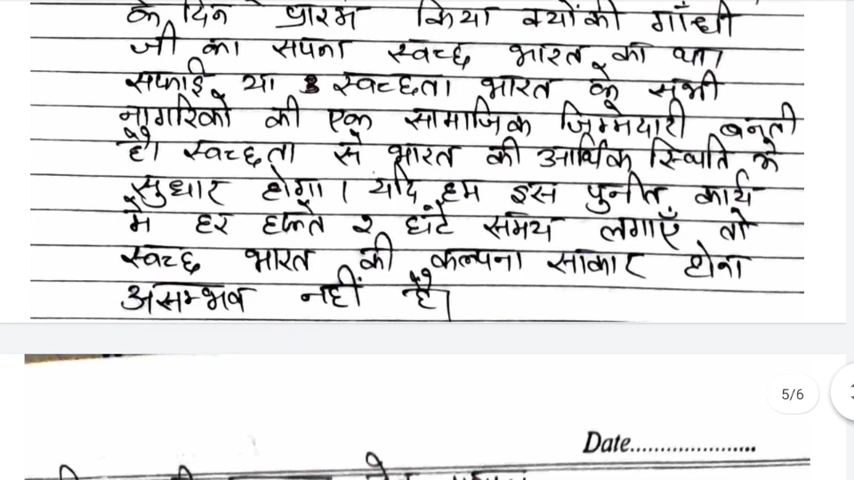 के दिन प्रारंभ किया क्योंकी गाँधी
जी का सपना स्वच्छ भारत का था।
सफाई या स्वच्छता भारत के सभी
नागरिको की एक सामाजिक जिम्मेदारी बनती
है। स्वच्छता से भारत की आर्थिक स्थिति में
सुधार होगा। यदि हम इस पुनीत कार्य
में हर हफ्ते 2 घंटे समय लगाएँ तो
स्वच्छ भारत की कल्पना साकार होना
असम्भव नहीं है।
5/6
Date....................